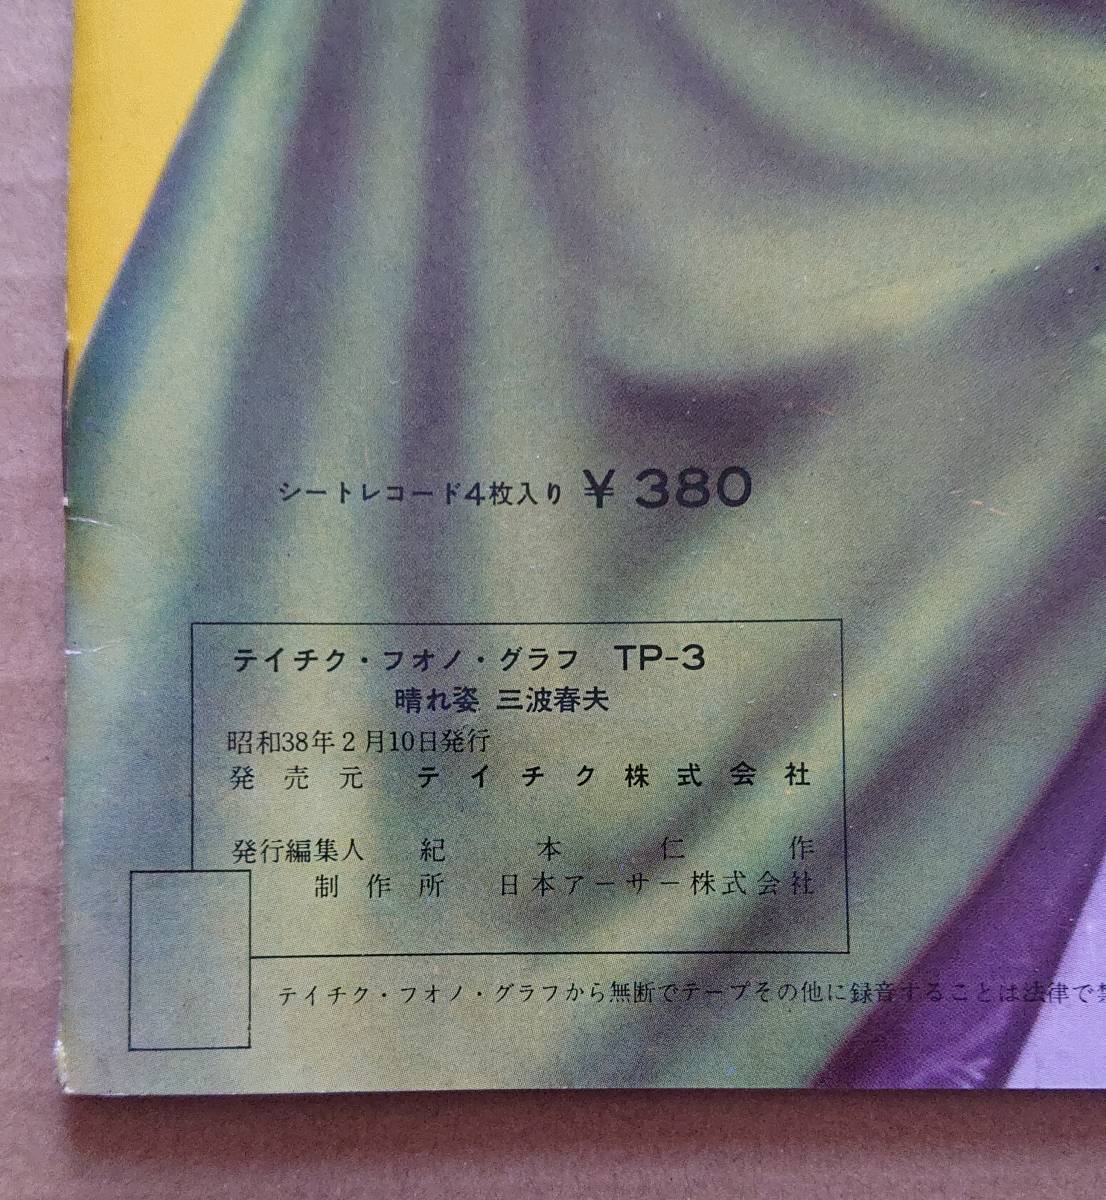 シートレコード4枚入り ¥380
テイチク・フオノ・グラフ TP-3
晴れ姿 三波春夫
昭和38年2月10日発行
発売元 テイチク株式会社
発行編集人 紀本仁作
制作所 日本アーサー株式会社
テイチク・フオノ・グラフから無断でテープその他に録音することは法律で禁